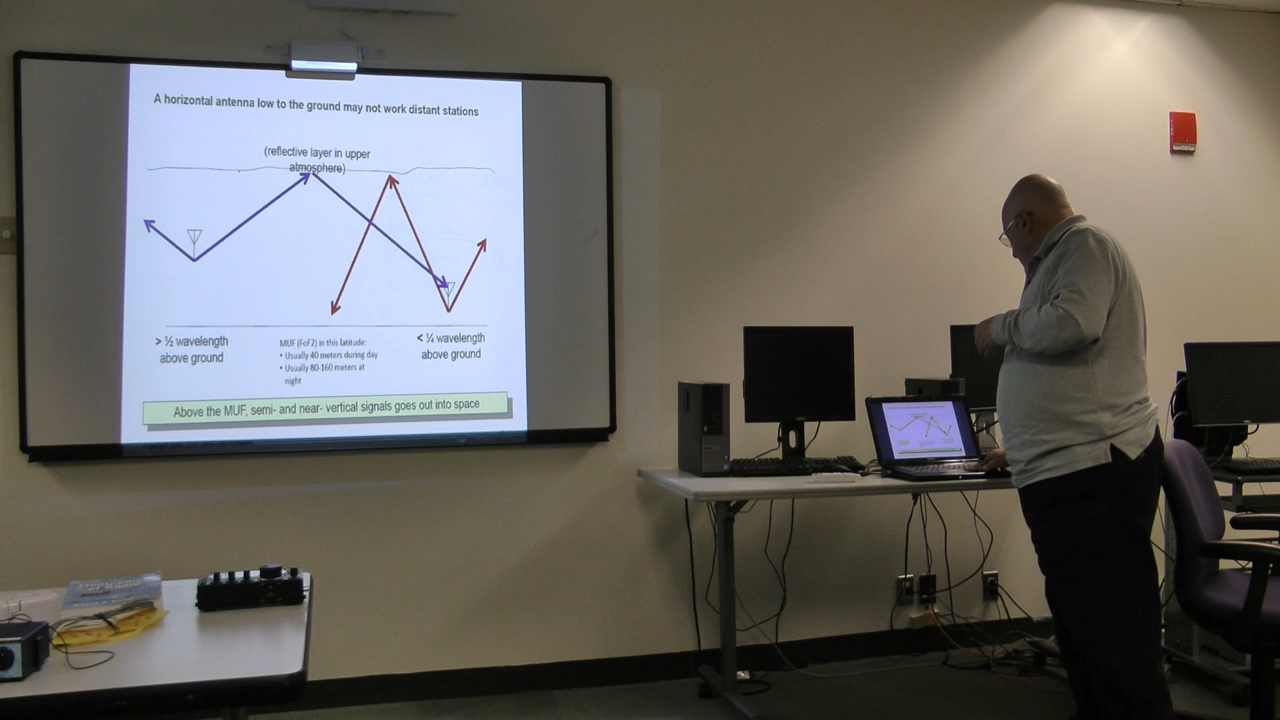 A horizontal antenna low to the ground may not work distant stations
(reflective layer in upper
atmosphere)
> ½ wavelength
above ground
MUF (FoF2) in this latitude:
• Usually 40 meters during day
• Usually 80-160 meters at
night
< ¼ wavelength
above ground
Above the MUF, semi- and near- vertical signals goes out into space